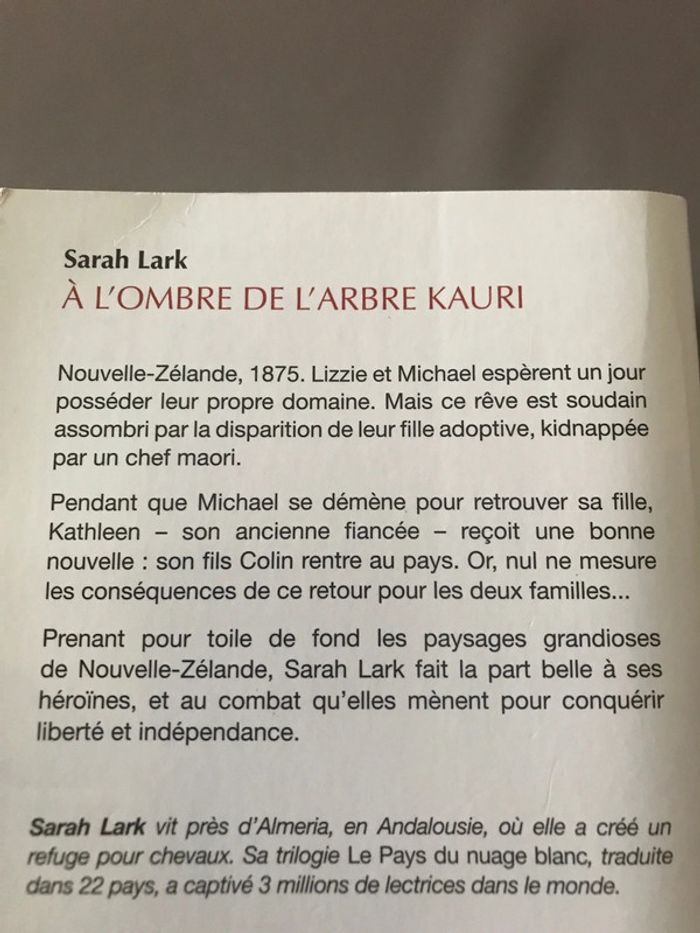 Sarah Lark
À L'OMBRE DE L'ARBRE KAURI
Nouvelle-Zélande, 1875. Lizzie et Michael espèrent un jour
posséder leur propre domaine. Mais ce rêve est soudain
assombri par la disparition de leur fille adoptive, kidnappée
par un chef maori.
Pendant que Michael se démène pour retrouver sa fille,
Kathleen – son ancienne fiancée – reçoit une bonne
nouvelle : son fils Colin rentre au pays. Or, nul ne mesure
les conséquences de ce retour pour les deux familles...
Prenant pour toile de fond les paysages grandioses
de Nouvelle-Zélande, Sarah Lark fait la part belle à ses
héroïnes, et au combat qu'elles mènent pour conquérir
liberté et indépendance.
Sarah Lark vit près d'Almeria, en Andalousie, où elle a créé un
refuge pour chevaux. Sa trilogie Le Pays du nuage blanc, traduite
dans 22 pays, a captivé 3 millions de lectrices dans le monde.